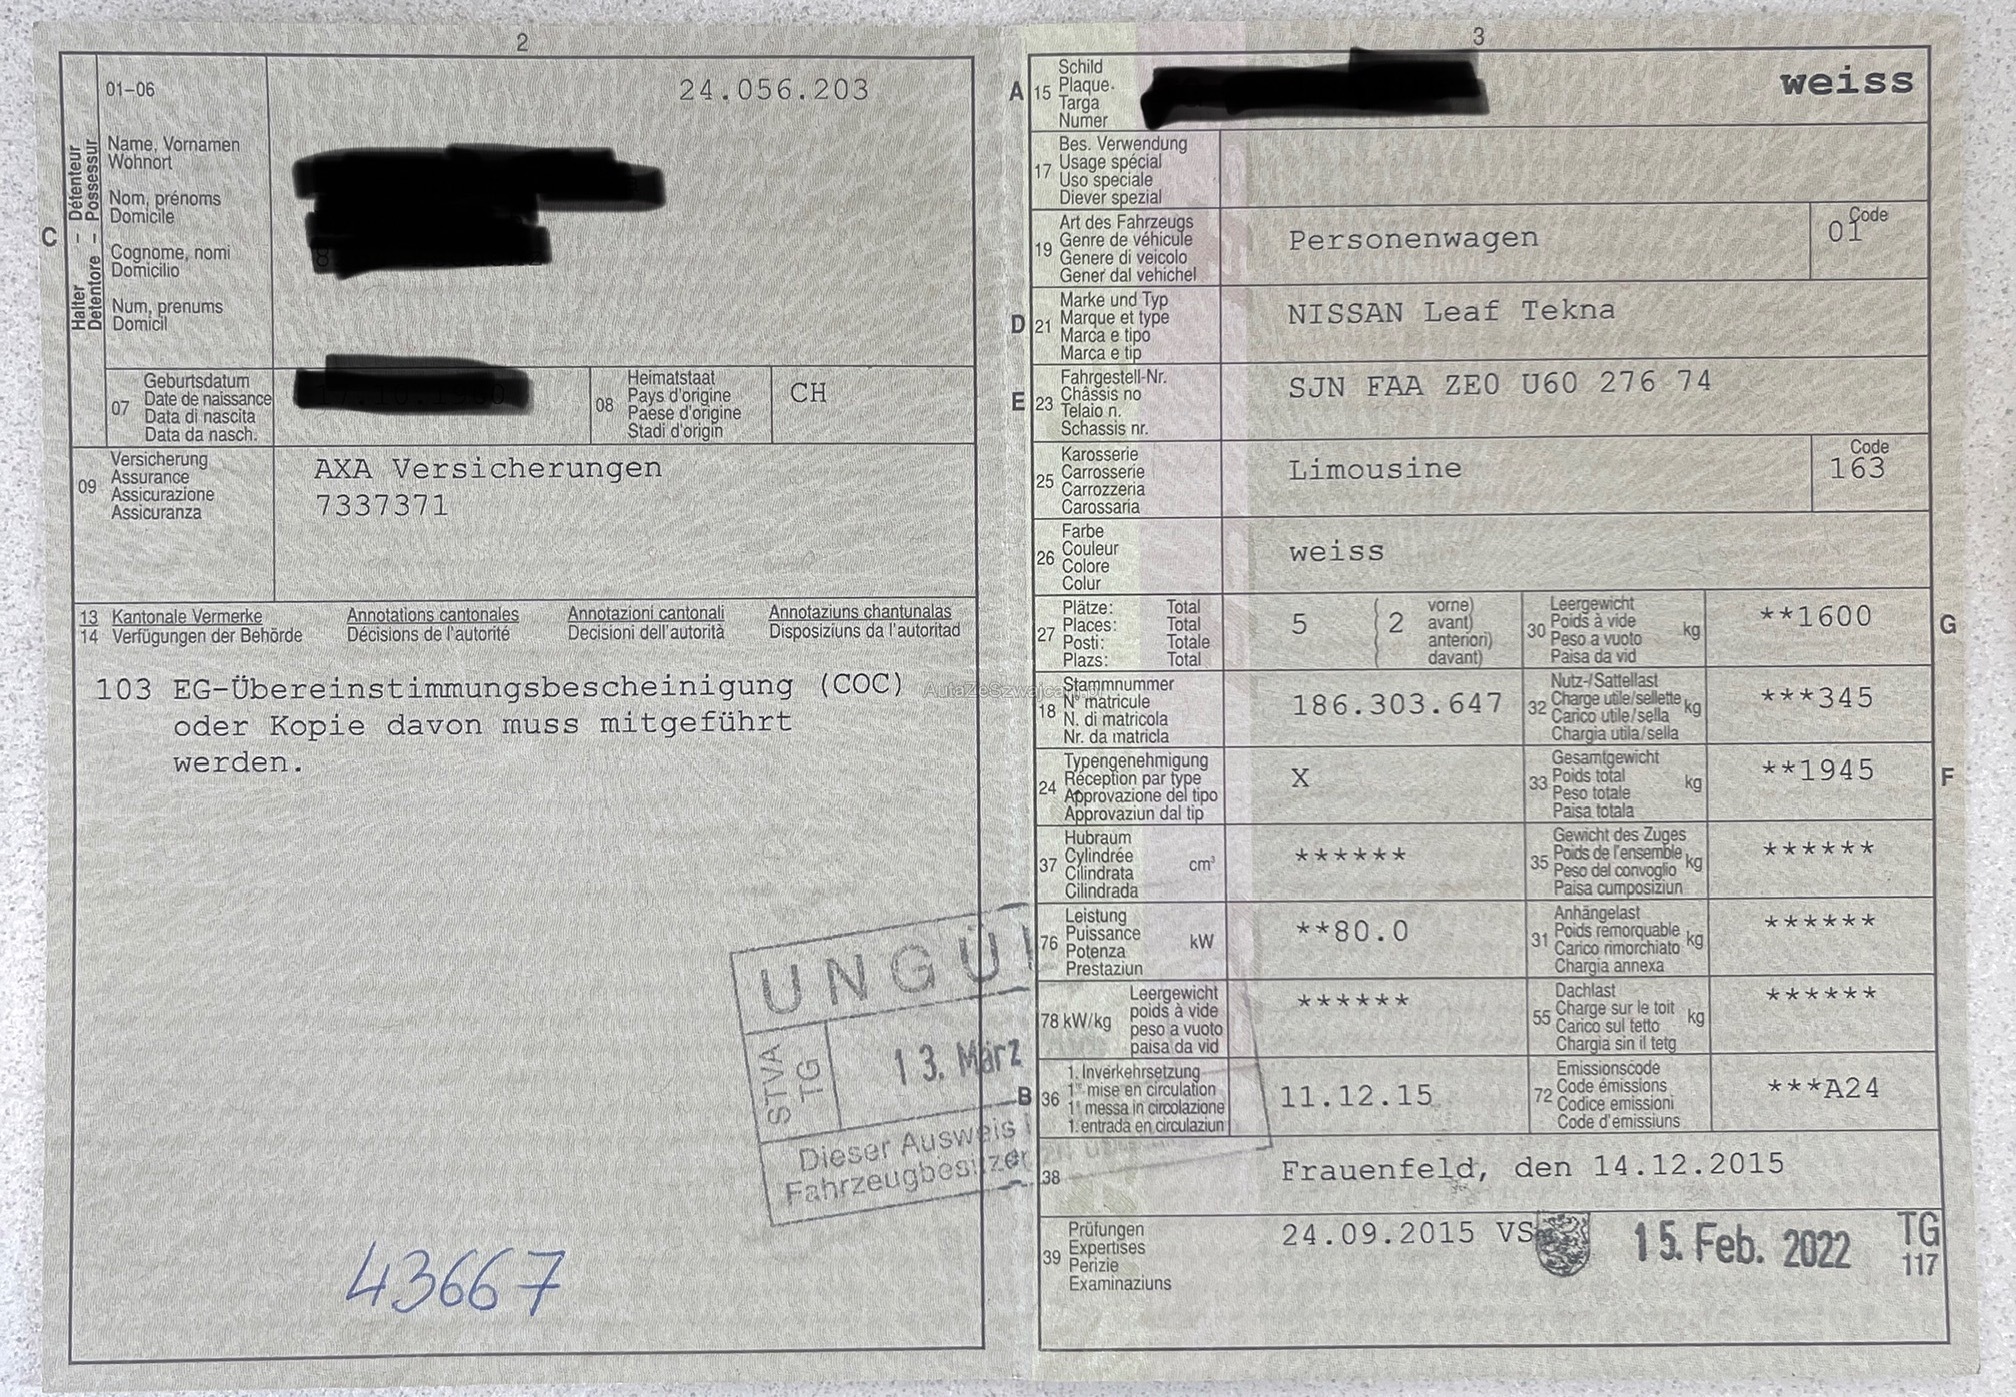 2
01-06
24.056.203
C
Halter - Détenteur
Detentore - Possessur
Name, Vornamen
Wohnort
Nom, prénoms
Domicile
Cognome, nomi
Domicilio
Num, prenums
Domicil
07
Geburtsdatum
Date de naissance
Data di nascita
Data da nasch.
08
Heimatstaat
Pays d'origine
Paese d'origine
Stadi d'origin
CH
09
Versicherung
Assurance
Assicurazione
Assicuranza
AXA Versicherungen
7337371
13 Kantonale Vermerke Annotations cantonales Annotazioni cantonali Annotaziuns chantunalas
14 Verfügungen der Behörde Décisions de l'autorité Decisioni dell'autorità Disposiziuns da l'autoritad
103 EG-Übereinstimmungsbescheinigung (COC)
oder Kopie davon muss mitgeführt
werden.
UNGÜ
STVA
TG
13. März
Dieser Ausweis
Fahrzeugbesitzer
43667
3
A 15
Schild
Plaque
Targa
Numer
weiss
17
Bes. Verwendung
Usage spécial
Uso speciale
Diever spezial
19
Art des Fahrzeugs
Genre de véhicule
Genere di veicolo
Gener dal vehichel
Personenwagen
Code
01
D 21
Marke und Typ
Marque et type
Marca e tipo
Marca e tip
NISSAN Leaf Tekna
E 23
Fahrgestell-Nr.
Châssis no
Telaio n.
Schassis nr.
SJN FAA ZE0 U60 276 74
25
Karosserie
Carrosserie
Carrozzeria
Carossaria
Limousine
Code
163
26
Farbe
Couleur
Colore
Colur
weiss
27
Plätze: Total
Places: Total
Posti: Totale
Plazs: Total
5 ( 2
vorne)
avant)
anteriori)
davant)
30
Leergewicht
Poids à vide
Peso a vuoto
Paisa da vid
kg
**1600
G
18
Stammnummer
N° matricule
N. di matricola
Nr. da matricla
186.303.647
32
Nutz-/Sattellast
Charge utile/sellette
Carico utile/sella
Chargia utila/sella
kg
***345
24
Typengenehmigung
Réception par type
Approvazione del tipo
Approvaziun dal tip
X
33
Gesamtgewicht
Poids total
Peso totale
Paisa totala
kg
**1945
F
37
Hubraum
Cylindrée
Cilindrata
Cilindrada
cm³
******
35
Gewicht des Zuges
Poids de l'ensemble
Peso del convoglio
Paisa cumposiziun
kg
******
76
Leistung
Puissance
Potenza
Prestaziun
kW
**80.0
31
Anhängelast
Poids remorquable
Carico rimorchiato
Chargia annexa
kg
******
78 kW/kg
Leergewicht
poids à vide
peso a vuoto
paisa da vid
******
55
Dachlast
Charge sur le toit
Carico sul tetto
Chargia sin il tetg
kg
******
B 36
1. Inverkehrsetzung
1re mise en circulation
1a messa in circolazione
1. entrada en circulaziun
11.12.15
72
Emissionscode
Code émissions
Codice emissioni
Code d'emissiuns
***A24
38
Frauenfeld, den 14.12.2015
39
Prüfungen
Expertises
Perizie
Examinaziuns
24.09.2015 VS
15. Feb. 2022
TG
117